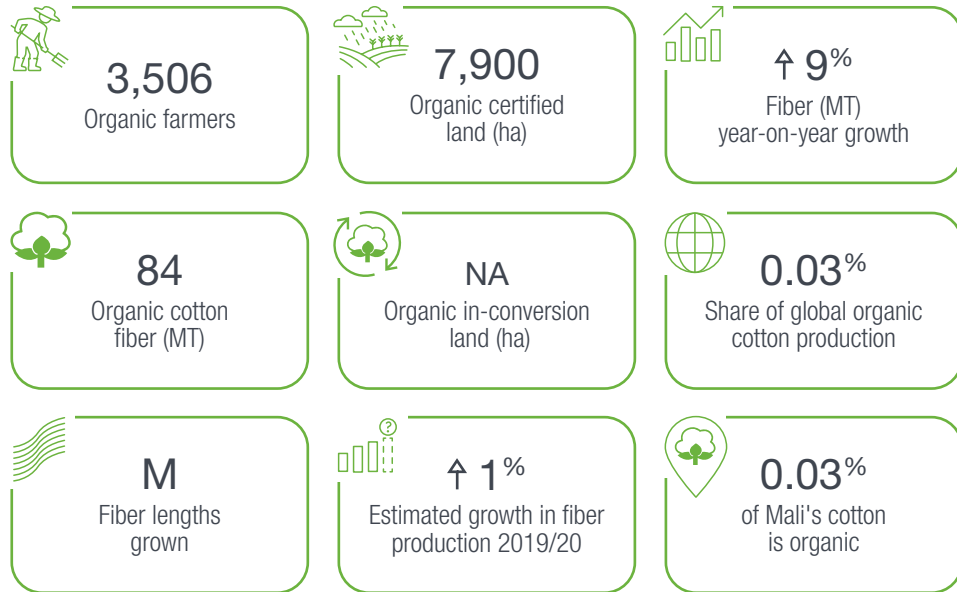 3,506
Organic farmers
7,900
Organic certified
land (ha)
↑ 9%
Fiber (MT)
year-on-year growth
84
Organic cotton
fiber (MT)
NA
Organic in-conversion
land (ha)
0.03%
Share of global organic
cotton production
M
Fiber lengths
grown
?
↑ 1%
Estimated growth in fiber
production 2019/20
0.03%
of Mali's cotton
is organic